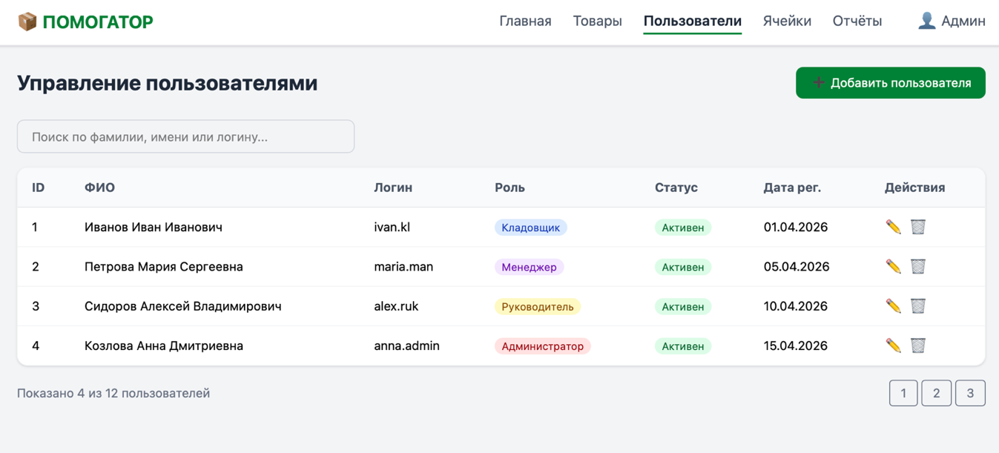 ПОМОГАТОР Главная Товары Пользователи Ячейки Отчёты Админ
Управление пользователями Добавить пользователя
Поиск по фамилии, имени или логину...
ID ФИО Логин Роль Статус Дата рег. Действия
1 Иванов Иван Иванович ivan.kl Кладовщик Активен 01.04.2026
2 Петрова Мария Сергеевна maria.man Менеджер Активен 05.04.2026
3 Сидоров Алексей Владимирович alex.ruk Руководитель Активен 10.04.2026
4 Козлова Анна Дмитриевна anna.admin Администратор Активен 15.04.2026
Показано 4 из 12 пользователей 1 2 3